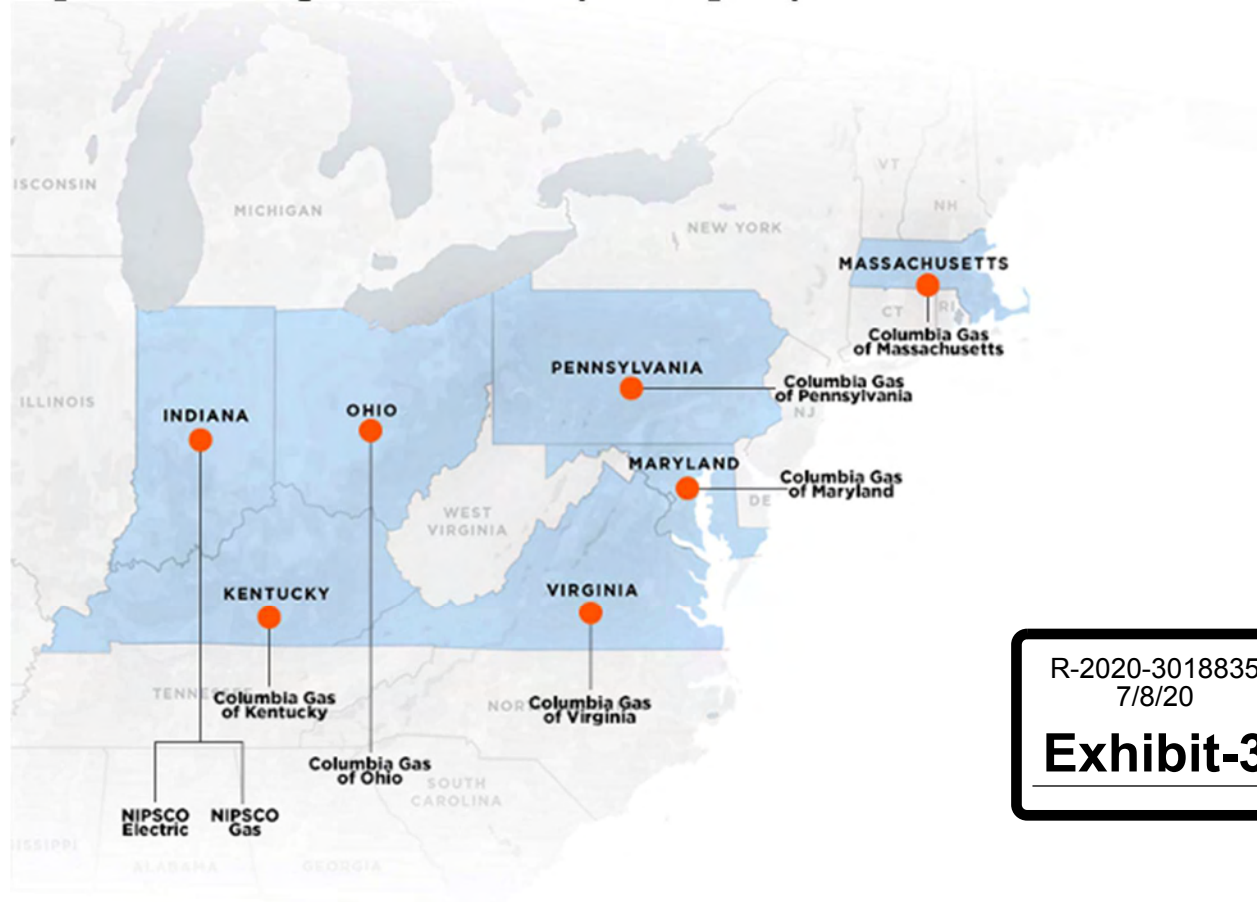 VT
ISCONSIN
MICHIGAN
NH
NEW YORK
MASSACHUSETTS
CT
RI
Columbia Gas
of Massachusetts
PENNSYLVANIA
Columbia Gas
of Pennsylvania
NJ
ILLINOIS
INDIANA
OHIO
MARYLAND
Columbia Gas
of Maryland
DE
WEST
VIRGINIA
KENTUCKY
VIRGINIA
Columbia Gas
of Kentucky
Columbia Gas
of Virginia
Columbia Gas
of Ohio
SOUTH
CAROLINA
NIPSCO
Electric
NIPSCO
Gas
ISSIPPI
ALABAMA
GEORGIA
R-2020-3018835
7/8/20
Exhibit-3